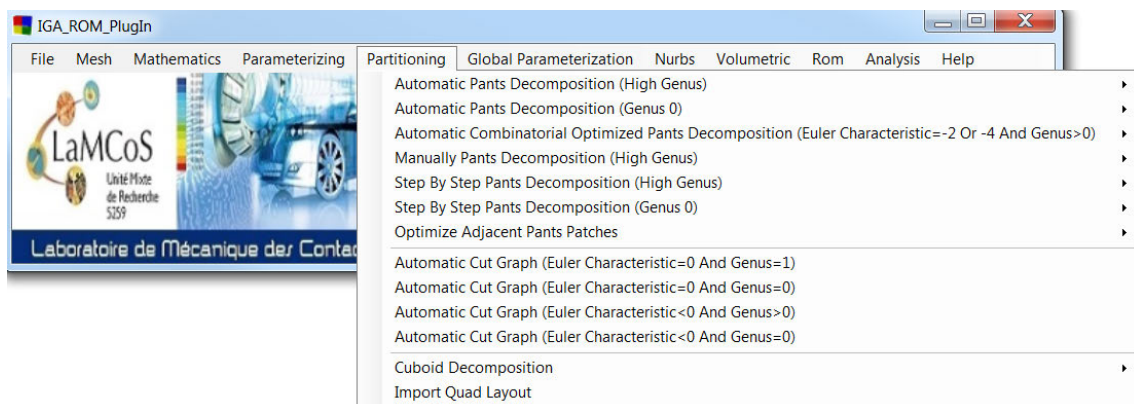 IGA_ROM_PlugIn
File Mesh Mathematics Parameterizing Partitioning Global Parameterization Nurbs Volumetric Rom Analysis Help
LaMCoS
Unité Mixte
de Recherche
5259
Laboratoire de Mécanique des Contac
Automatic Pants Decomposition (High Genus)
Automatic Pants Decomposition (Genus 0)
Automatic Combinatorial Optimized Pants Decomposition (Euler Characteristic=-2 Or -4 And Genus>0)
Manually Pants Decomposition (High Genus)
Step By Step Pants Decomposition (High Genus)
Step By Step Pants Decomposition (Genus 0)
Optimize Adjacent Pants Patches
Automatic Cut Graph (Euler Characteristic=0 And Genus=1)
Automatic Cut Graph (Euler Characteristic=0 And Genus=0)
Automatic Cut Graph (Euler Characteristic<0 And Genus>0)
Automatic Cut Graph (Euler Characteristic<0 And Genus=0)
Cuboid Decomposition
Import Quad Layout